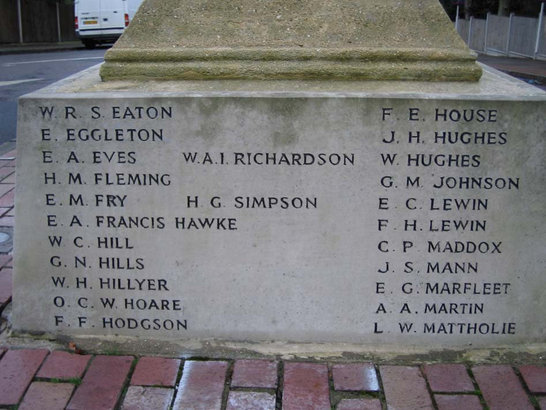 W. R. S. EATON
E. EGGLETON
E. A. EVES
H. M. FLEMING
E. M. FRY
E. A. FRANCIS HAWKE
W. C. HILL
G. N. HILLS
W. H. HILLYER
O. C. W. HOARE
F. F. HODGSON
W. A. I. RICHARDSON
H. G. SIMPSON
F. E. HOUSE
J. H. HUGHES
W. HUGHES
G. M. JOHNSON
E. C. LEWIN
F. H. LEWIN
C. P. MADDOX
J. S. MANN
E. G. MARFLEET
A. A. MARTIN
L. W. MATTHOLIE